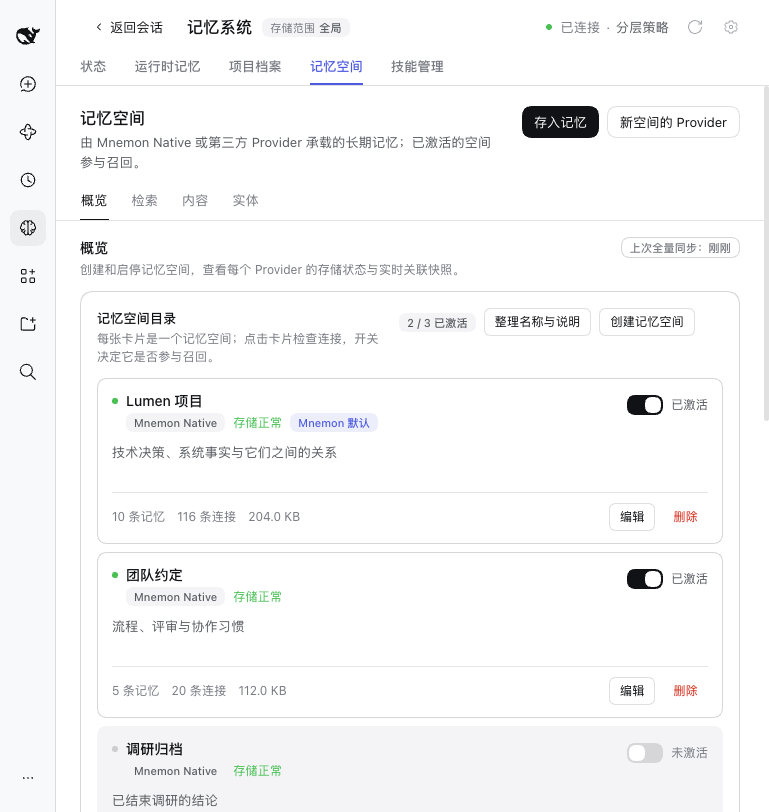 返回会话
记忆系统
存储范围 全局
已连接 · 分层策略
状态
运行时记忆
项目档案
记忆空间
技能管理
记忆空间
由 Mnemon Native 或第三方 Provider 承载的长期记忆；已激活的空间
参与召回。
存入记忆
新空间的 Provider
概览
检索
内容
实体
概览
创建和启停记忆空间，查看每个 Provider 的存储状态与实时关联快照。
上次全量同步：刚刚
记忆空间目录
每张卡片是一个记忆空间；点击卡片检查连接，开关
决定它是否参与召回。
2 / 3 已激活
整理名称与说明
创建记忆空间
Lumen 项目
Mnemon Native
存储正常
Mnemon 默认
已激活
技术决策、系统事实与它们之间的关系
10 条记忆
116 条连接
204.0 KB
编辑
删除
团队约定
Mnemon Native
存储正常
已激活
流程、评审与协作习惯
5 条记忆
20 条连接
112.0 KB
编辑
删除
调研归档
Mnemon Native
存储正常
未激活
已结束调研的结论